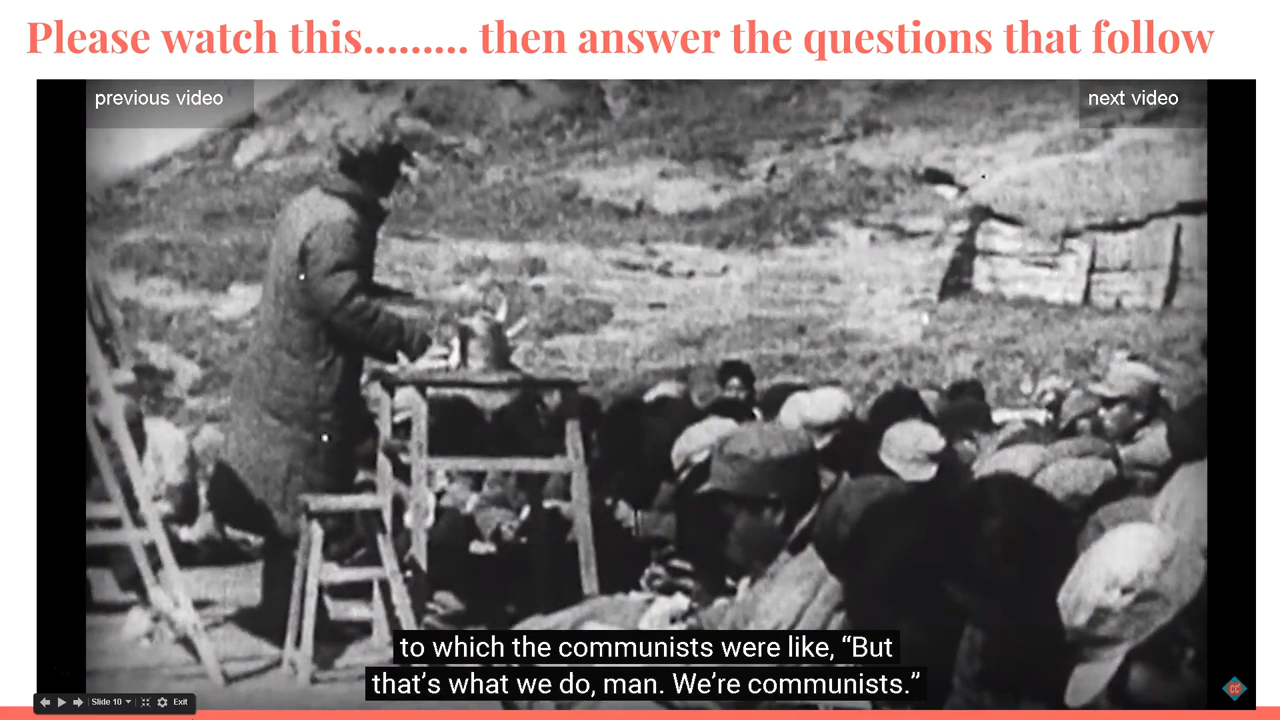 Please watch this......... then answer the questions that follow
previous video
next video
to which the communists were like, “But
that’s what we do, man. We’re communists.”
Slide 10
Exit
CC